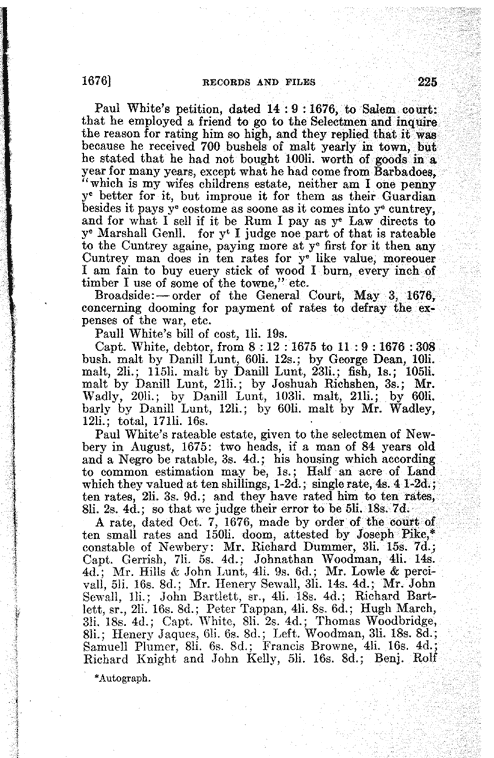 1676] RECORDS AND FILES 225
Paul White's petition, dated 14 : 9 : 1676, to Salem court:
that he employed a friend to go to the Selectmen and inquire
the reason for rating him so high, and they replied that it was
because he received 700 bushels of malt yearly in town, but
he stated that he had not bought 100li. worth of goods in a
year for many years, except what he had come from Barbadoes,
"which is my wifes childrens estate, neither am I one penny
yᵉ better for it, but improue it for them as their Guardian
besides it pays yᵉ costome as soone as it comes into yᵉ cuntrey,
and for what I sell if it be Rum I pay as yᵉ Law directs to
yᵉ Marshall Genll. for yᵗ I judge noe part of that is rateable
to the Cuntrey againe, paying more at yᵉ first for it then any
Cuntrey man does in ten rates for yᵉ like value, moreouer
I am fain to buy euery stick of wood I burn, every inch of
timber I use of some of the towne," etc.
Broadside:—order of the General Court, May 3, 1676,
concerning dooming for payment of rates to defray the ex-
penses of the war, etc.
Paull White's bill of cost, 1li. 19s.
Capt. White, debtor, from 8 : 12 : 1675 to 11 : 9 : 1676 : 308
bush. malt by Danill Lunt, 60li. 12s.; by George Dean, 10li.
malt, 2li.; 115li. malt by Danill Lunt, 23li.; fish, 1s.; 105li.
malt by Danill Lunt, 21li.; by Joshuah Richshen, 3s.; Mr.
Wadly, 20li.; by Danill Lunt, 103li. malt, 21li.; by 60li.
barly by Danill Lunt, 12li.; by 60li. malt by Mr. Wadley,
12li.; total, 171li. 16s.
Paul White's rateable estate, given to the selectmen of New-
bery in August, 1675: two heads, if a man of 84 years old
and a Negro be ratable, 3s. 4d.; his housing which according
to common estimation may be, 1s.; Half an acre of Land
which they valued at ten shillings, 1-2d.; single rate, 4s. 4 1-2d.;
ten rates, 2li. 3s. 9d.; and they have rated him to ten rates,
8li. 2s. 4d.; so that we judge their error to be 5li. 18s. 7d.
A rate, dated Oct. 7, 1676, made by order of the court of
ten small rates and 150li. doom, attested by Joseph Pike,*
constable of Newbery: Mr. Richard Dummer, 3li. 15s. 7d.;
Capt. Gerrish, 7li. 5s. 4d.; Johnathan Woodman, 4li. 14s.
4d.; Mr. Hills & John Lunt, 4li. 9s. 6d.; Mr. Lowle & perci-
vall, 5li. 16s. 8d.; Mr. Henery Sewall, 3li. 14s. 4d.; Mr. John
Sewall, 1li.; John Bartlett, sr., 4li. 18s. 4d.; Richard Bart-
lett, sr., 2li. 16s. 8d.; Peter Tappan, 4li. 8s. 6d.; Hugh March,
3li. 18s. 4d.; Capt. White, 8li. 2s. 4d.; Thomas Woodbridge,
8li.; Henery Jaques, 6li. 6s. 8d.; Left. Woodman, 3li. 18s. 8d.;
Samuell Plumer, 8li. 6s. 8d.; Francis Browne, 4li. 16s. 4d.;
Richard Knight and John Kelly, 5li. 16s. 8d.; Benj. Rolf
*Autograph.